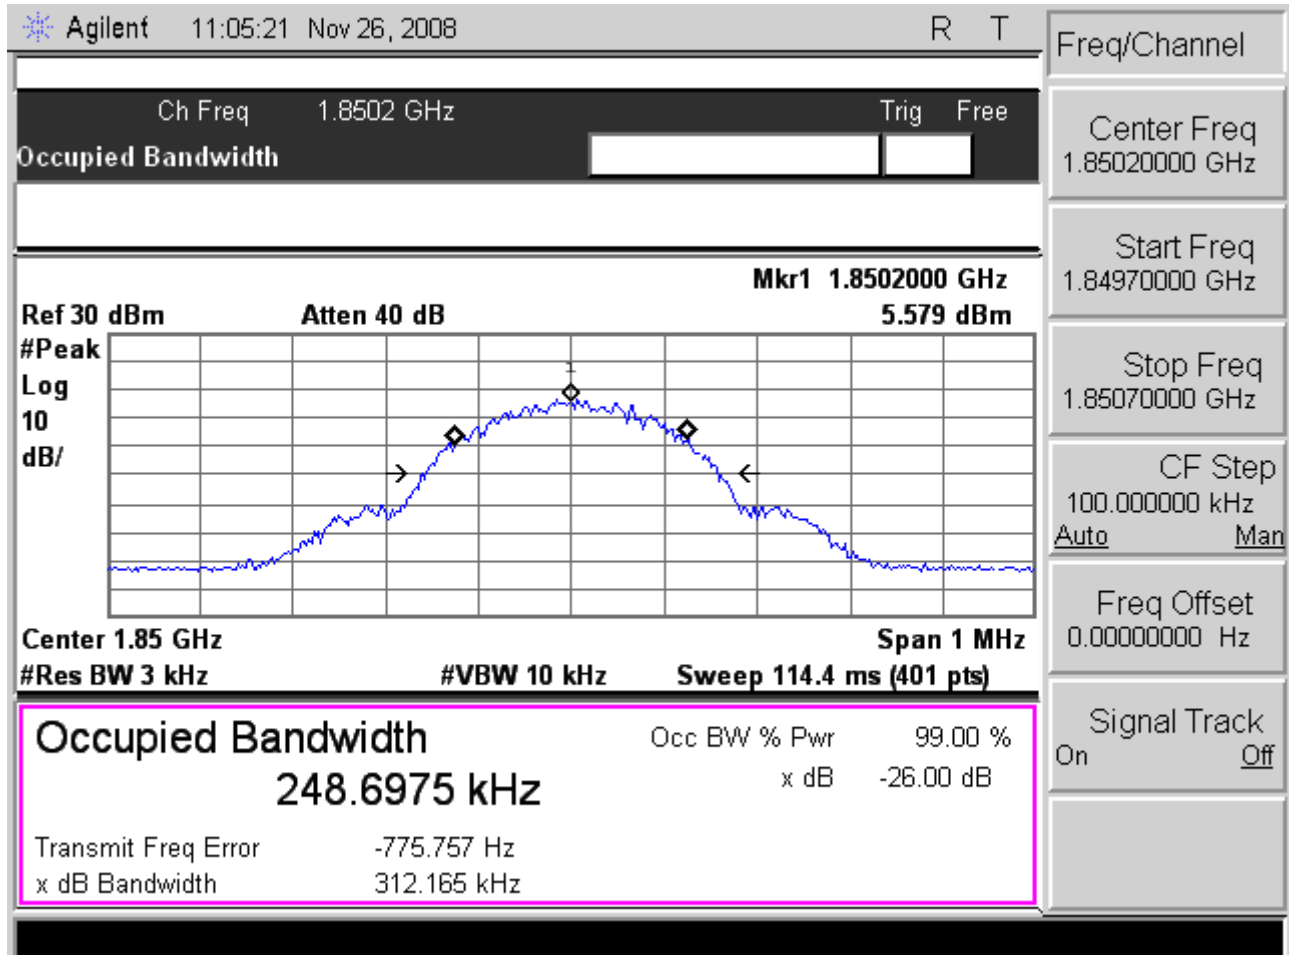 Agilent 11:05:21 Nov 26, 2008 R T
Freq/Channel
Ch Freq 1.8502 GHz Trig Free
Occupied Bandwidth
Center Freq
1.85020000 GHz
Start Freq
1.84970000 GHz
Stop Freq
1.85070000 GHz
CF Step
100.000000 kHz
Auto Man
Freq Offset
0.00000000 Hz
Signal Track
On Off
Mkr1 1.8502000 GHz
Ref 30 dBm Atten 40 dB 5.579 dBm
#Peak
Log
10
dB/
1
Center 1.85 GHz Span 1 MHz
#Res BW 3 kHz #VBW 10 kHz Sweep 114.4 ms (401 pts)
Occupied Bandwidth Occ BW % Pwr 99.00 %
248.6975 kHz x dB -26.00 dB
Transmit Freq Error -775.757 Hz
x dB Bandwidth 312.165 kHz